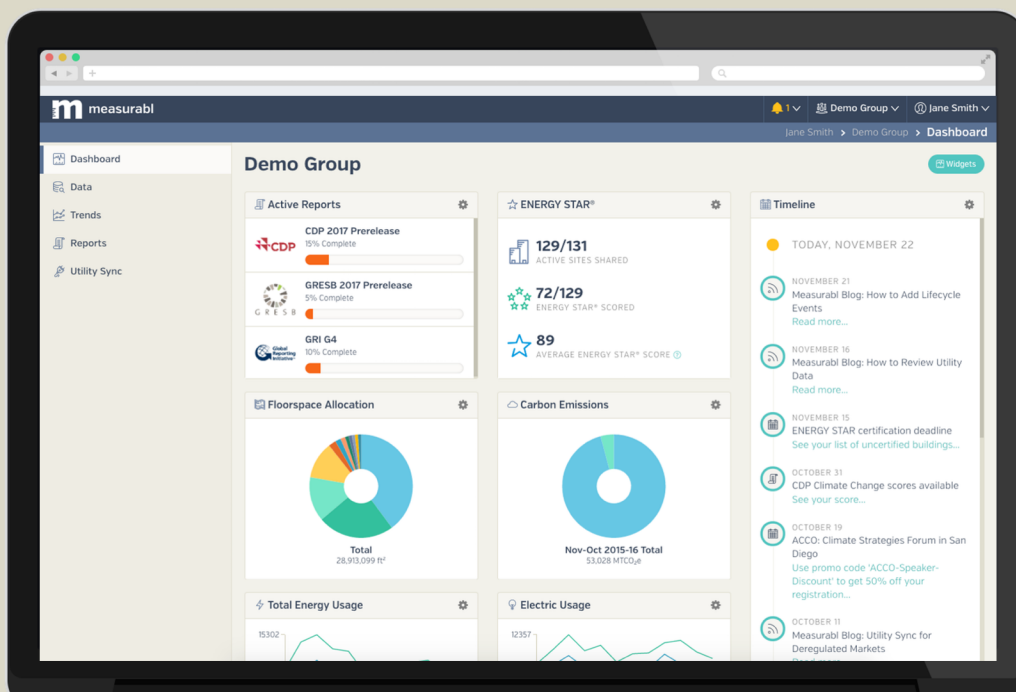 measurabl
1
Demo Group
Jane Smith
Jane Smith > Demo Group > Dashboard
Dashboard
Data
Trends
Reports
Utility Sync
Demo Group
Widgets
Active Reports
CDP
CDP 2017 Prerelease
15% Complete
GRESB
GRESB 2017 Prerelease
5% Complete
Global
Reporting
Initiative
GRI G4
10% Complete
ENERGY STAR®
129/131
ACTIVE SITES SHARED
72/129
ENERGY STAR® SCORED
89
AVERAGE ENERGY STAR® SCORE ?
Floorspace Allocation
Total
28,913,099 ft²
Carbon Emissions
Nov-Oct 2015-16 Total
53,028 MTCO₂e
Total Energy Usage
15302
Electric Usage
12357
Timeline
TODAY, NOVEMBER 22
NOVEMBER 21
Measurabl Blog: How to Add Lifecycle
Events
Read more...
NOVEMBER 16
Measurabl Blog: How to Review Utility
Data
Read more...
NOVEMBER 15
ENERGY STAR certification deadline
See your list of uncertified buildings...
OCTOBER 31
CDP Climate Change scores available
See your score...
OCTOBER 19
ACCO: Climate Strategies Forum in San
Diego
Use promo code 'ACCO-Speaker-
Discount' to get 50% off your
registration...
OCTOBER 11
Measurabl Blog: Utility Sync for
Deregulated Markets